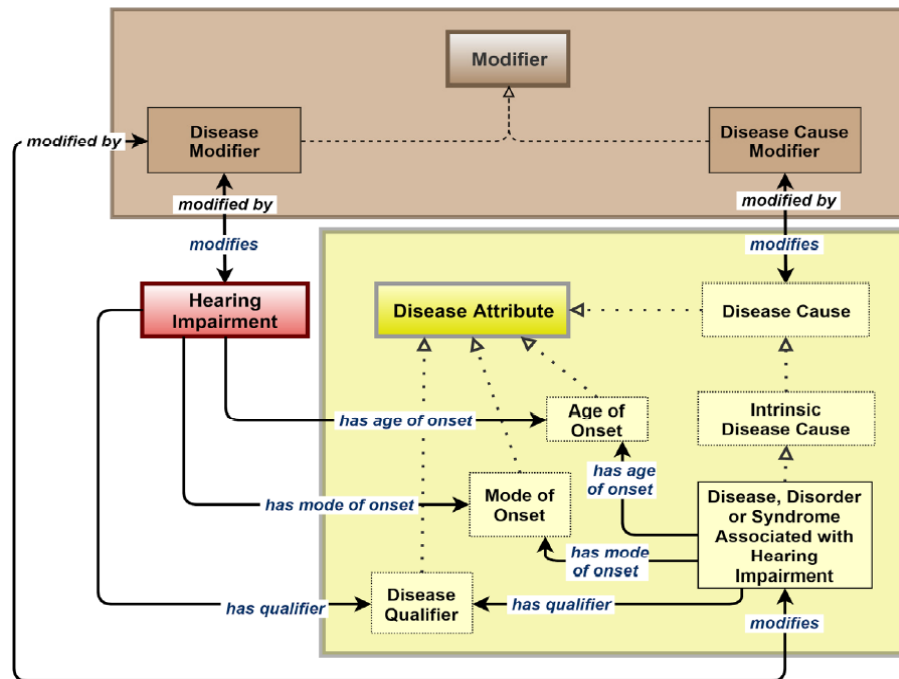 Modifier
Disease
Modifier
Disease Cause
Modifier
modified by
modified by
modified by
modifies
modifies
Hearing
Impairment
Disease Attribute
Disease Cause
Age of
Onset
Intrinsic
Disease Cause
has age of onset
has age
of onset
Mode of
Onset
has mode of onset
Disease, Disorder
or Syndrome
Associated with
Hearing
Impairment
has mode
of onset
Disease
Qualifier
has qualifier
has qualifier
modifies